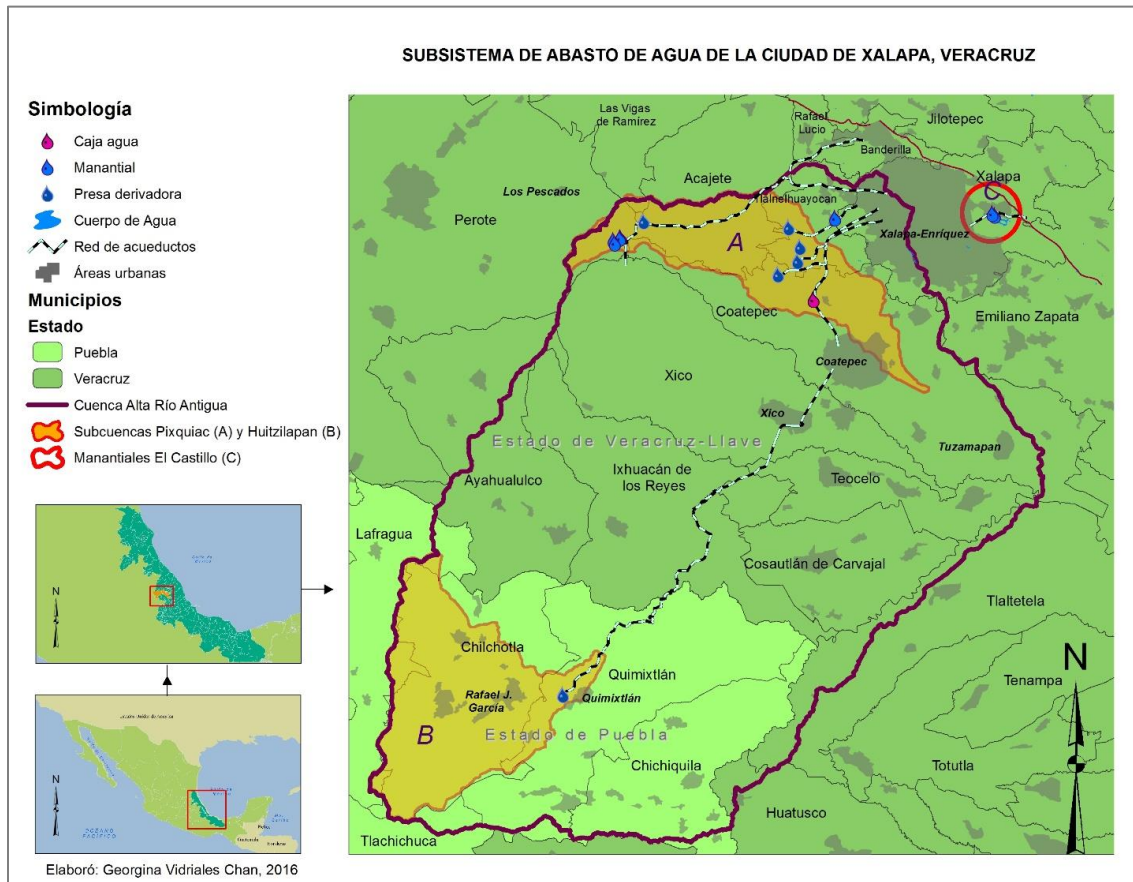 SUBSISTEMA DE ABASTO DE AGUA DE LA CIUDAD DE XALAPA, VERACRUZ
Simbología
Caja agua
Manantial
Presa derivadora
Cuerpo de Agua
Red de acueductos
Áreas urbanas
Municipios
Estado
Puebla
Veracruz
Cuenca Alta Río Antigua
Subcuencas Pixquiac (A) y Huitzilapan (B)
Manantiales El Castillo (C)
Las Vigas
de Ramírez
Rafael
Lucio
Jilotepec
Banderilla
Acajete
Xalapa
Los Pescados
Tlalnelhuayocan
C
Perote
A
Xalapa-Enríquez
Coatepec
Emiliano Zapata
Coatepec
Xico
Xico
Estado de Veracruz-Llave
Tuzamapan
Ixhuacán de
los Reyes
Ayahualulco
Teocelo
Lafragua
Cosautlán de Carvajal
Tlaltetela
Chilchotla
Quimixtlán
Rafael J.
García
Quimixtlán
N
Tenampa
B
Estado de Puebla
Chichiquila
Totutla
Huatusco
Tlachichuca
N
N
OCÉANO
PACÍFICO
Elaboró: Georgina Vidriales Chan, 2016